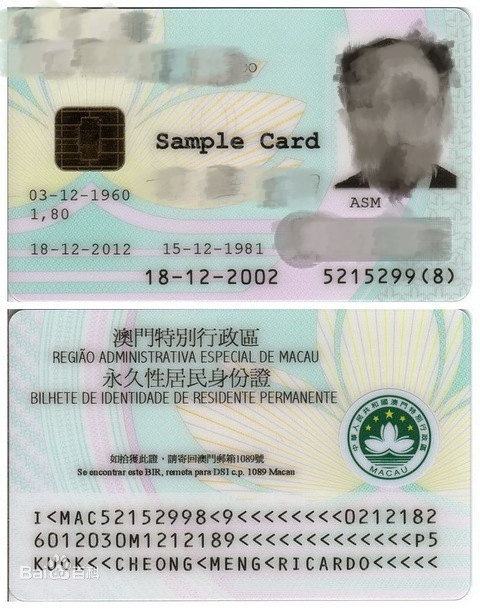 Sample Card
03-12-1960
1,80
ASM
18-12-2012 15-12-1981
18-12-2002 5215299(8)
澳門特別行政區
REGIÃO ADMINISTRATIVA ESPECIAL DE MACAU
永久性居民身份證
BILHETE DE IDENTIDADE DE RESIDENTE PERMANENTE
中華人民共和國澳門特別行政區
MACAU
如拾獲此證，請寄回澳門郵箱1089號
Se encontrar este BIR, remeta para DSI c.p. 1089 Macau
I<MAC52152998<9<<<<<<<<0212182
6012030M1212189<<<<<<<<<<<<<P5
KUOK<<CHEONG<MENG<RICARDO<<<<<
Bai百科